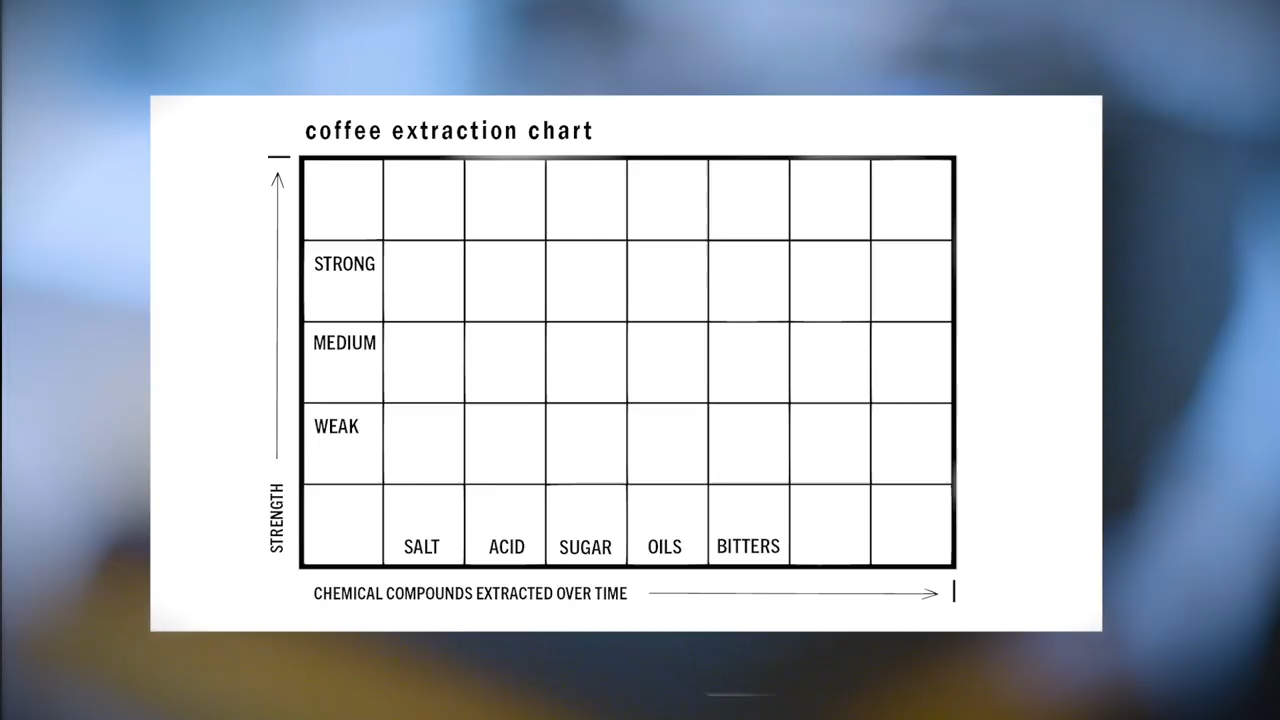 coffee extraction chart
STRONG
MEDIUM
WEAK
STRENGTH
SALT ACID SUGAR OILS BITTERS
CHEMICAL COMPOUNDS EXTRACTED OVER TIME